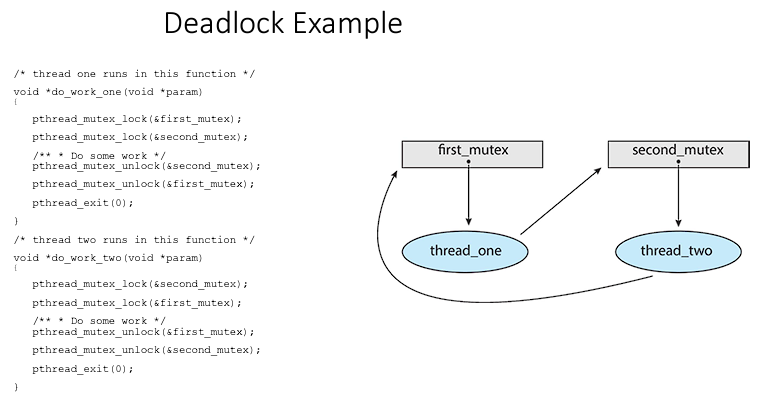 Deadlock Example
/* thread one runs in this function */
void *do_work_one(void *param)
{
pthread_mutex_lock(&first_mutex);
pthread_mutex_lock(&second_mutex);
/** * Do some work */
pthread_mutex_unlock(&second_mutex);
pthread_mutex_unlock(&first_mutex);
pthread_exit(0);
}
/* thread two runs in this function */
void *do_work_two(void *param)
{
pthread_mutex_lock(&second_mutex);
pthread_mutex_lock(&first_mutex);
/** * Do some work */
pthread_mutex_unlock(&first_mutex);
pthread_mutex_unlock(&second_mutex);
pthread_exit(0);
}
first_mutex
second_mutex
thread_one
thread_two